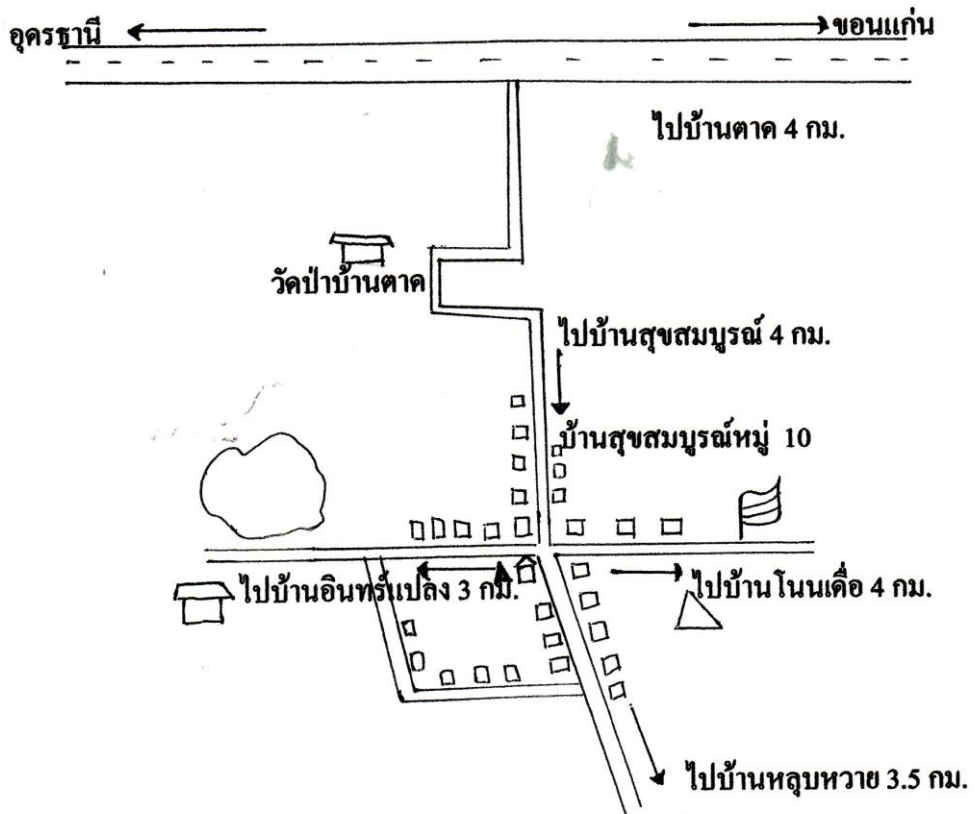 อุดรธานี
ขอนแก่น
ไปบ้านตาด 4 กม.
วัดป่าบ้านตาด
ไปบ้านสุขสมบูรณ์ 4 กม.
บ้านสุขสมบูรณ์หมู่ 10
ไปบ้านอินทร์แปลง 3 กม.
ไปบ้านโนนเดื่อ 4 กม.
ไปบ้านหลุบหวาย 3.5 กม.